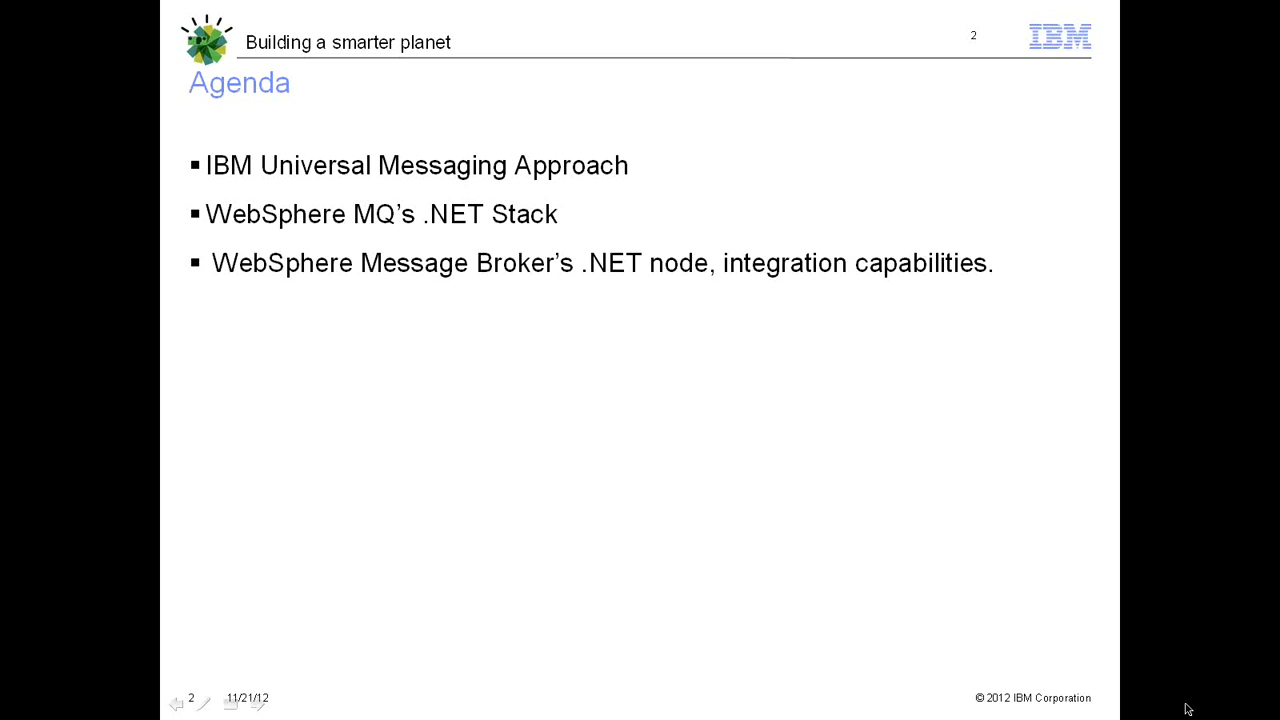 Building a smarter planet
2
IBM
Agenda
▪ IBM Universal Messaging Approach
▪ WebSphere MQ’s .NET Stack
▪ WebSphere Message Broker’s .NET node, integration capabilities.
2
11/21/12
© 2012 IBM Corporation